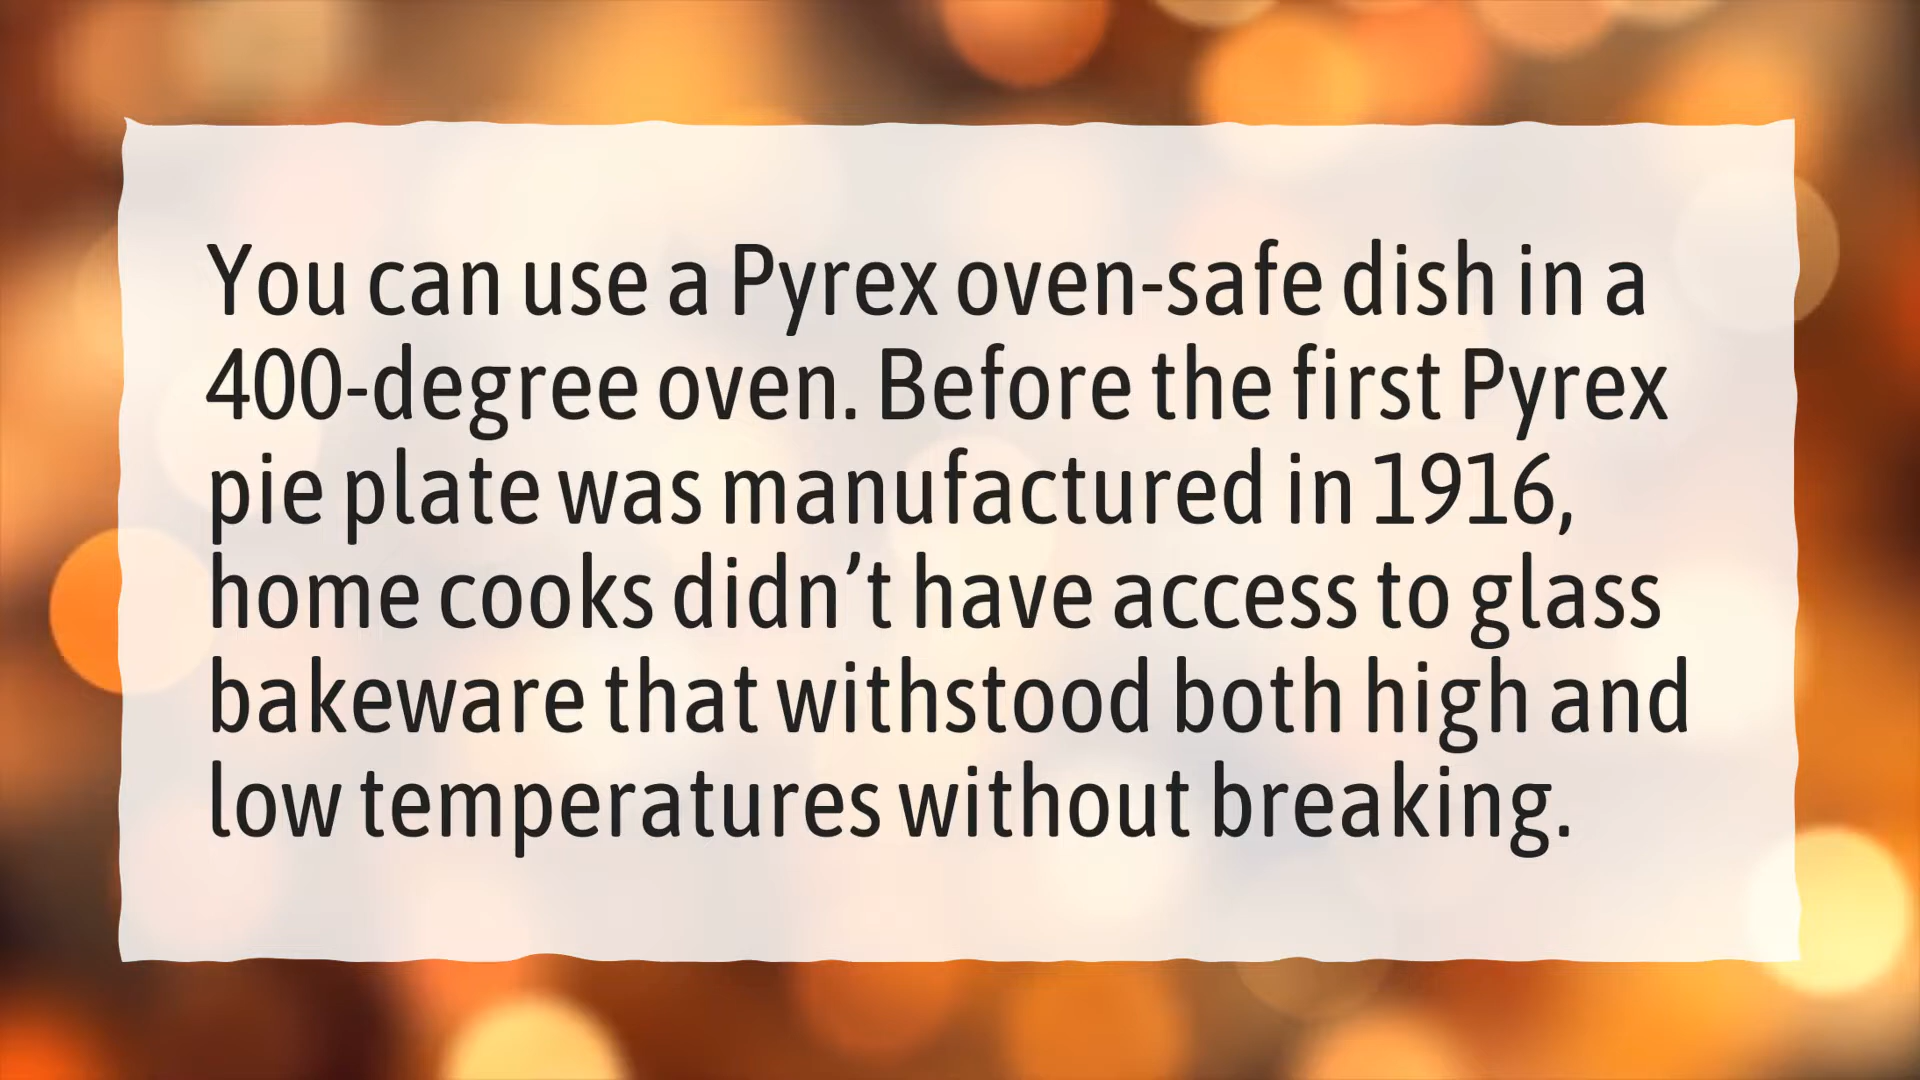 You can use a Pyrex oven-safe dish in a
400-degree oven. Before the first Pyrex
pie plate was manufactured in 1916,
home cooks didn’t have access to glass
bakeware that withstood both high and
low temperatures without breaking.